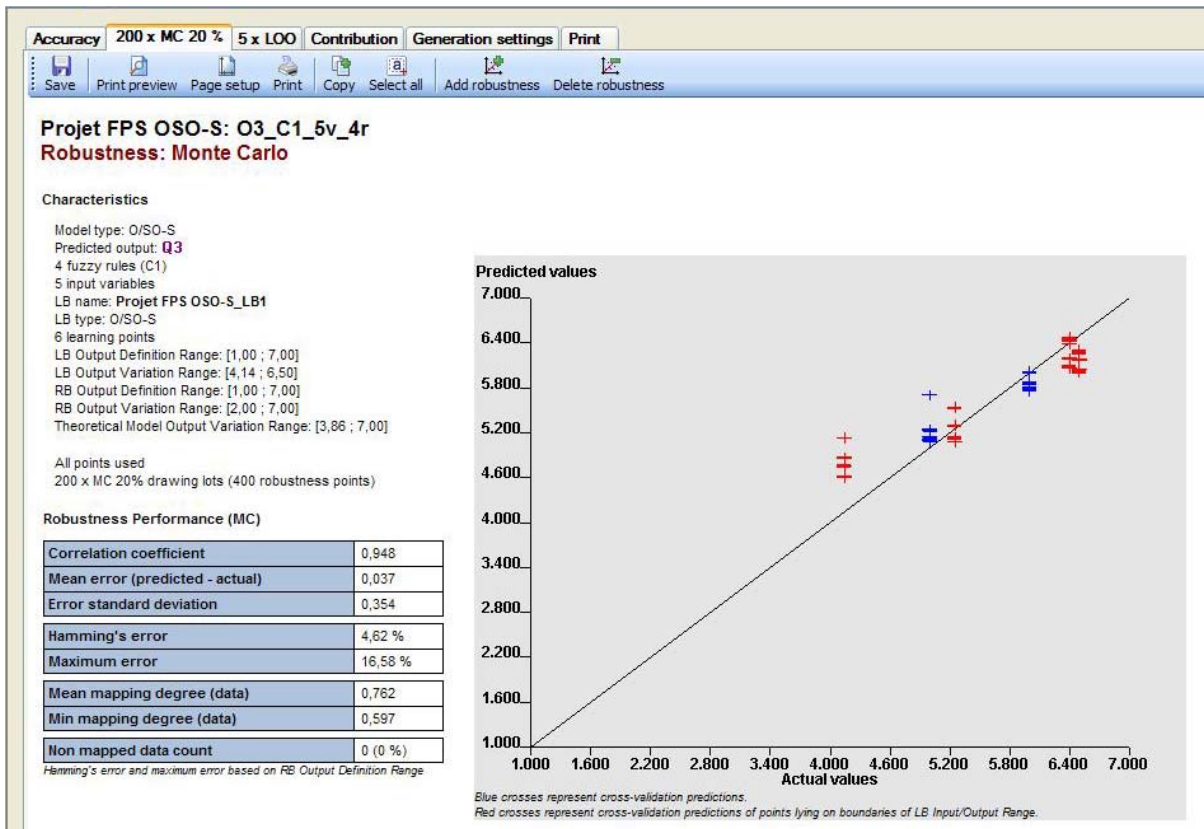 Accuracy 200 x MC 20 % 5 x LOO Contribution Generation settings Print
Save Print preview Page setup Print Copy Select all Add robustness Delete robustness
Projet FPS OSO-S: O3_C1_5v_4r
Robustness: Monte Carlo
Characteristics
Model type: O/SO-S
Predicted output: Q3
4 fuzzy rules (C1)
5 input variables
LB name: Projet FPS OSO-S_LB1
LB type: O/SO-S
6 learning points
LB Output Definition Range: [1,00 ; 7,00]
LB Output Variation Range: [4,14 ; 6,50]
RB Output Definition Range: [1,00 ; 7,00]
RB Output Variation Range: [2,00 ; 7,00]
Theoretical Model Output Variation Range: [3,86 ; 7,00]
All points used
200 x MC 20% drawing lots (400 robustness points)
Robustness Performance (MC)
Correlation coefficient 0,948
Mean error (predicted - actual) 0,037
Error standard deviation 0,354
Hamming's error 4,62 %
Maximum error 16,58 %
Mean mapping degree (data) 0,762
Min mapping degree (data) 0,597
Non mapped data count 0 (0 %)
Hamming's error and maximum error based on RB Output Definition Range
Predicted values
7.000
6.400
5.800
5.200
4.600
4.000
3.400
2.800
2.200
1.600
1.000
1.000 1.600 2.200 2.800 3.400 4.000 4.600 5.200 5.800 6.400 7.000
Actual values
Blue crosses represent cross-validation predictions.
Red crosses represent cross-validation predictions of points lying on boundaries of LB Input/Output Range.